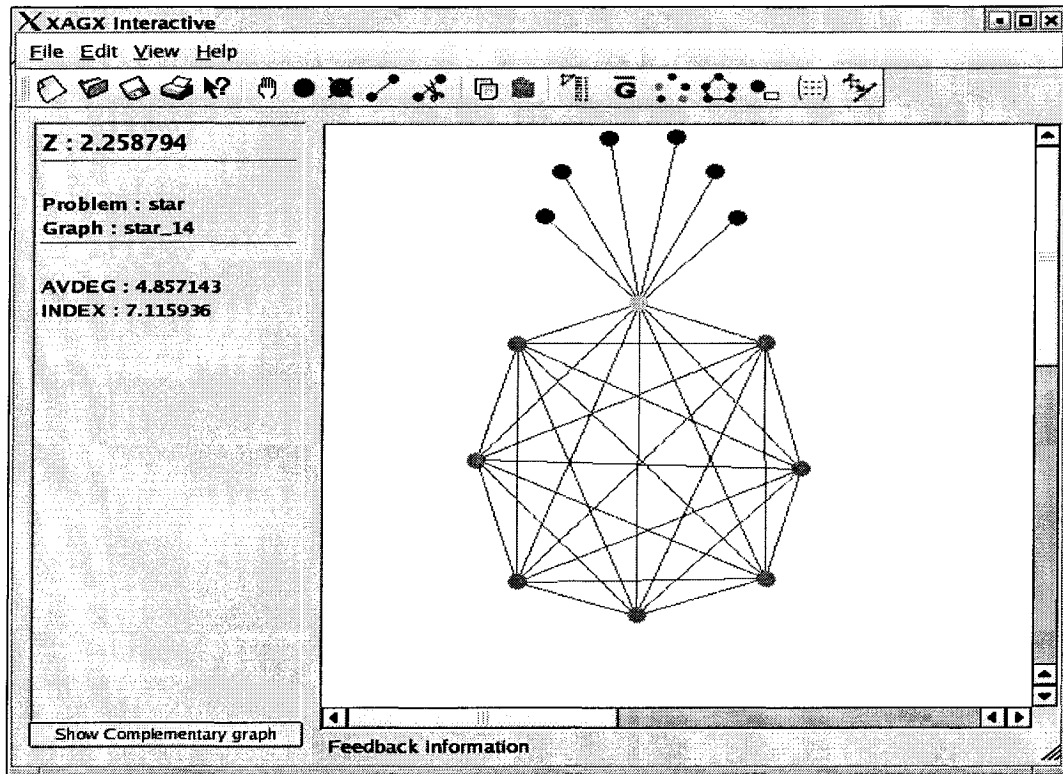 XAGX Interactive
File Edit View Help
G
Z : 2.258794
Problem : star
Graph : star_14
AVDEG : 4.857143
INDEX : 7.115936
Show Complementary graph
Feedback Information